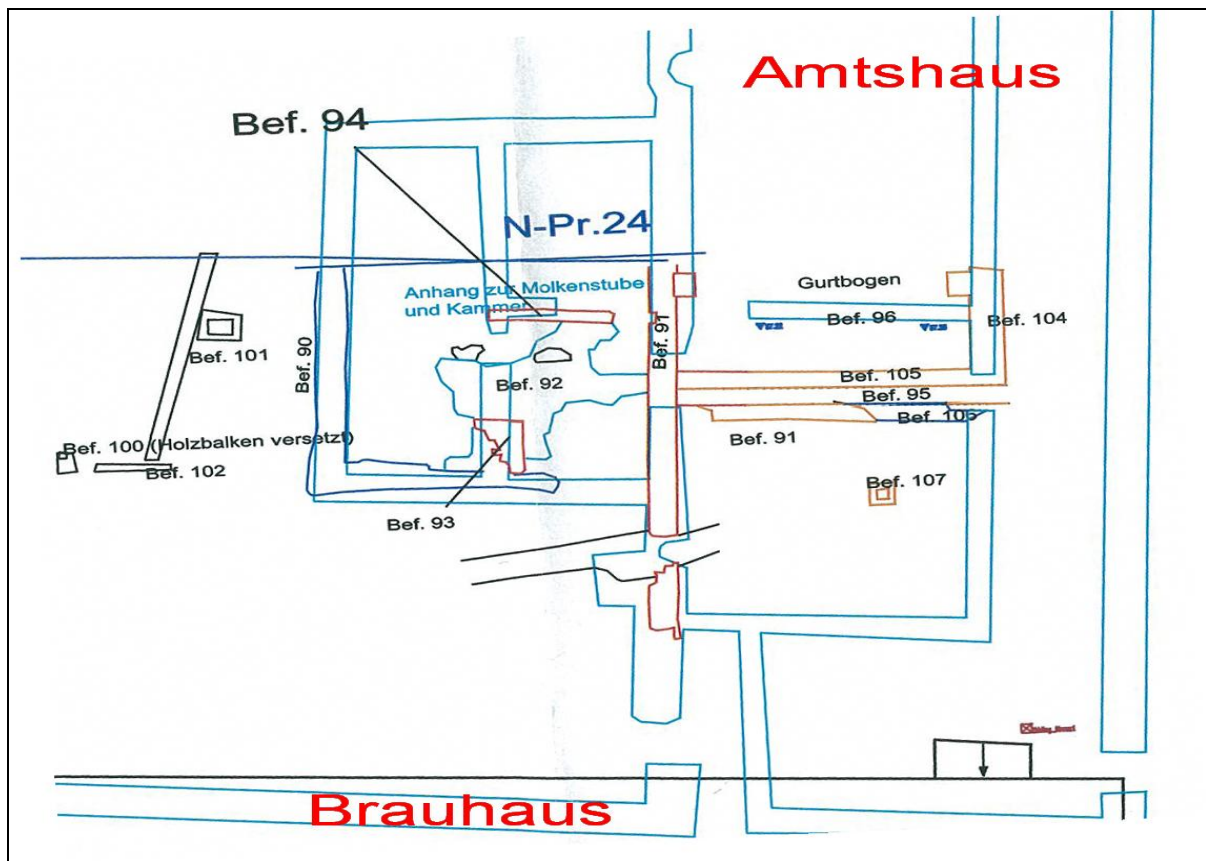 Amtshaus
Bef. 94
N-Pr.24
Anhang zur Molkenstube
und Kammer
Gurtbogen
Bef. 96
Bef. 104
Bef. 101
Bef. 90
Bef. 91
Bef. 92
Bef. 105
Bef. 95
Bef. 106
Bef. 91
Bef. 100 (Holzbalken versetzt)
Bef. 102
Bef. 107
Bef. 93
Brauhaus